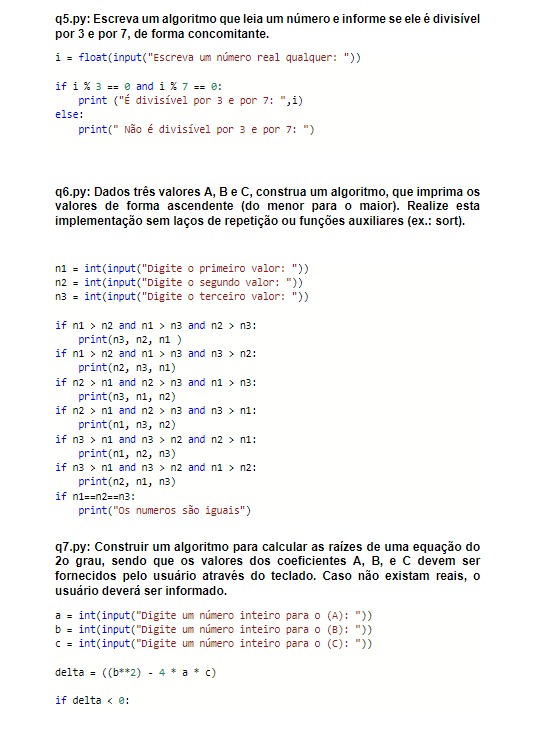 q5.py: Escreva um algoritmo que leia um número e informe se ele é divisível
por 3 e por 7, de forma concomitante.
i = float(input("Escreva um número real qualquer: "))
if i % 3 == 0 and i % 7 == 0:
    print ("É divisível por 3 e por 7: ",i)
else:
    print(" Não é divisível por 3 e por 7: ")
q6.py: Dados três valores A, B e C, construa um algoritmo, que imprima os
valores de forma ascendente (do menor para o maior). Realize esta
implementação sem laços de repetição ou funções auxiliares (ex.: sort).
n1 = int(input("Digite o primeiro valor: "))
n2 = int(input("Digite o segundo valor: "))
n3 = int(input("Digite o terceiro valor: "))
if n1 > n2 and n1 > n3 and n2 > n3:
    print(n3, n2, n1 )
if n1 > n2 and n1 > n3 and n3 > n2:
    print(n2, n3, n1)
if n2 > n1 and n2 > n3 and n1 > n3:
    print(n3, n1, n2)
if n2 > n1 and n2 > n3 and n3 > n1:
    print(n1, n3, n2)
if n3 > n1 and n3 > n2 and n2 > n1:
    print(n1, n2, n3)
if n3 > n1 and n3 > n2 and n1 > n2:
    print(n2, n1, n3)
if n1==n2==n3:
    print("Os numeros são iguais")
q7.py: Construir um algoritmo para calcular as raízes de uma equação do
2o grau, sendo que os valores dos coeficientes A, B, e C devem ser
fornecidos pelo usuário através do teclado. Caso não existam reais, o
usuário deverá ser informado.
a = int(input("Digite um número inteiro para o (A): "))
b = int(input("Digite um número inteiro para o (B): "))
c = int(input("Digite um número inteiro para o (C): "))
delta = ((b**2) - 4 * a * c)
if delta < 0: